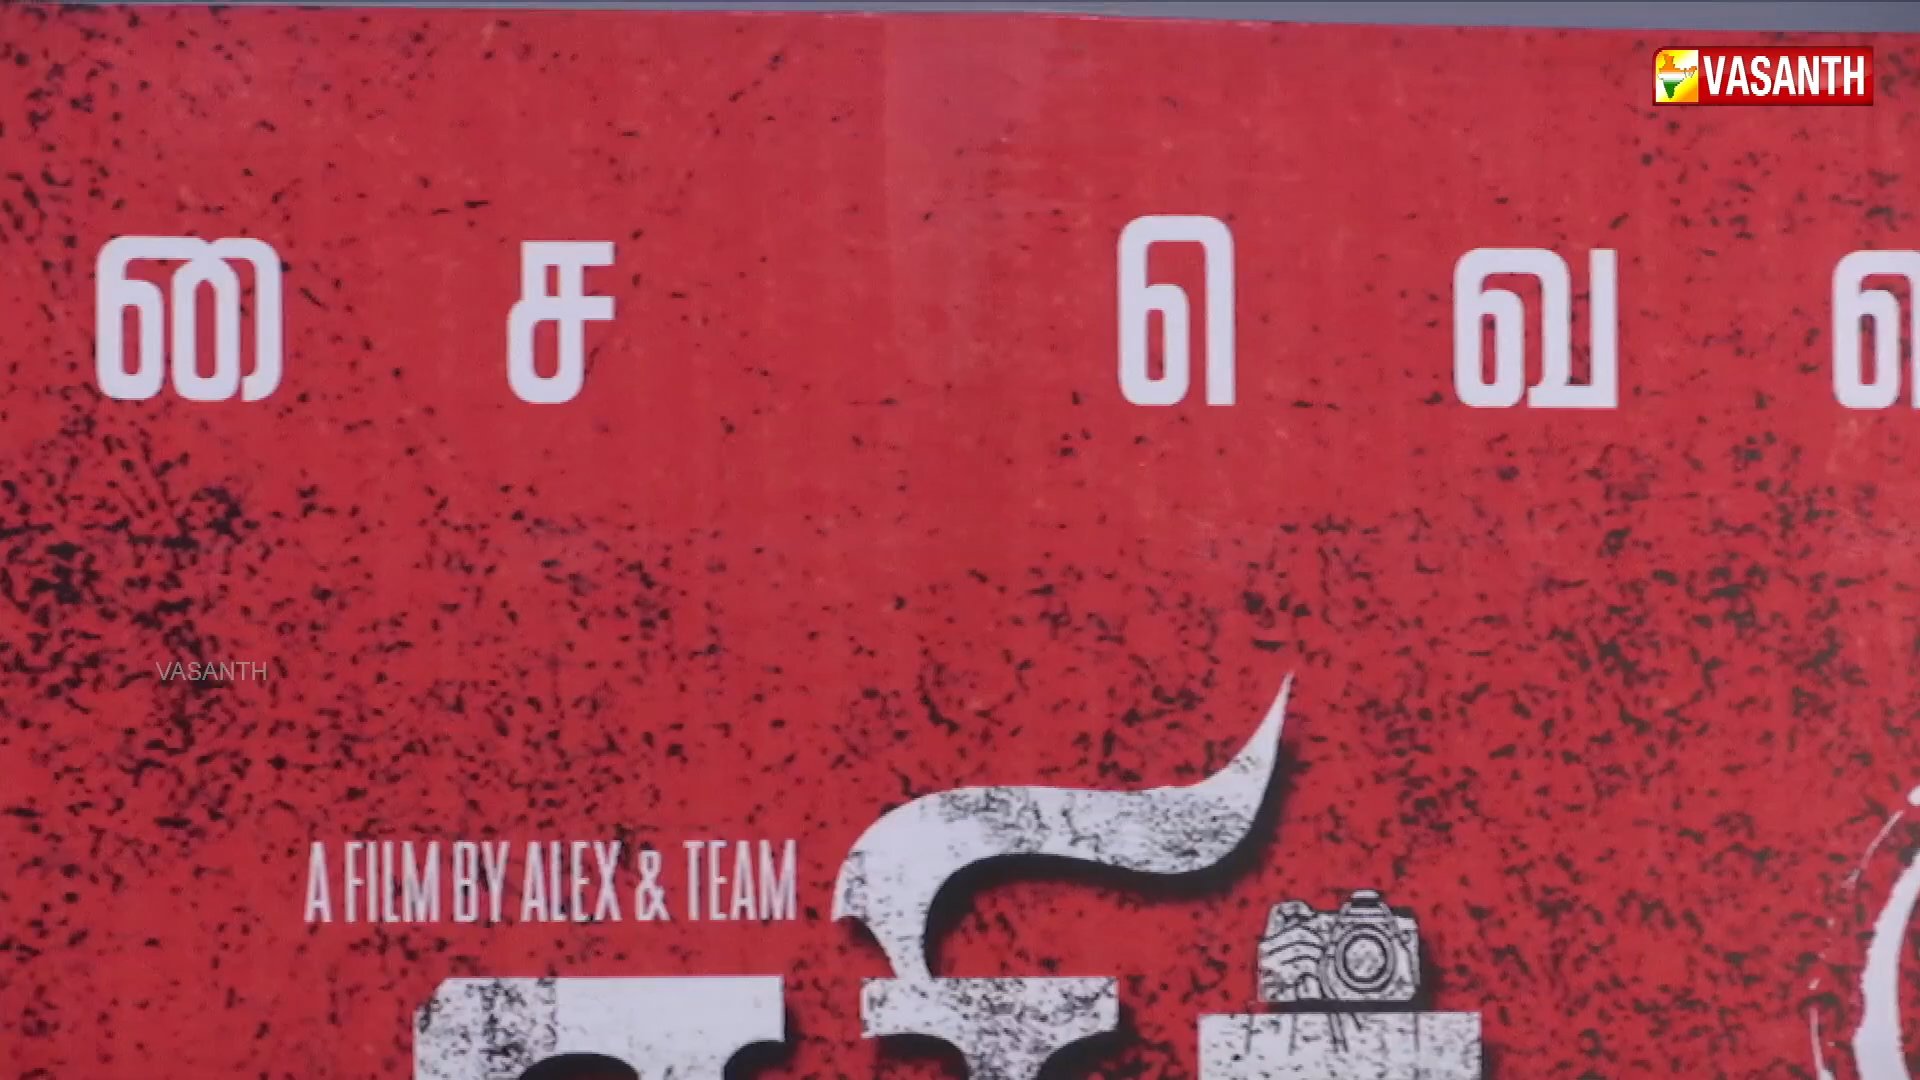 VASANTH
சை வெ
VASANTH
A FILM BY ALEX & TEAM